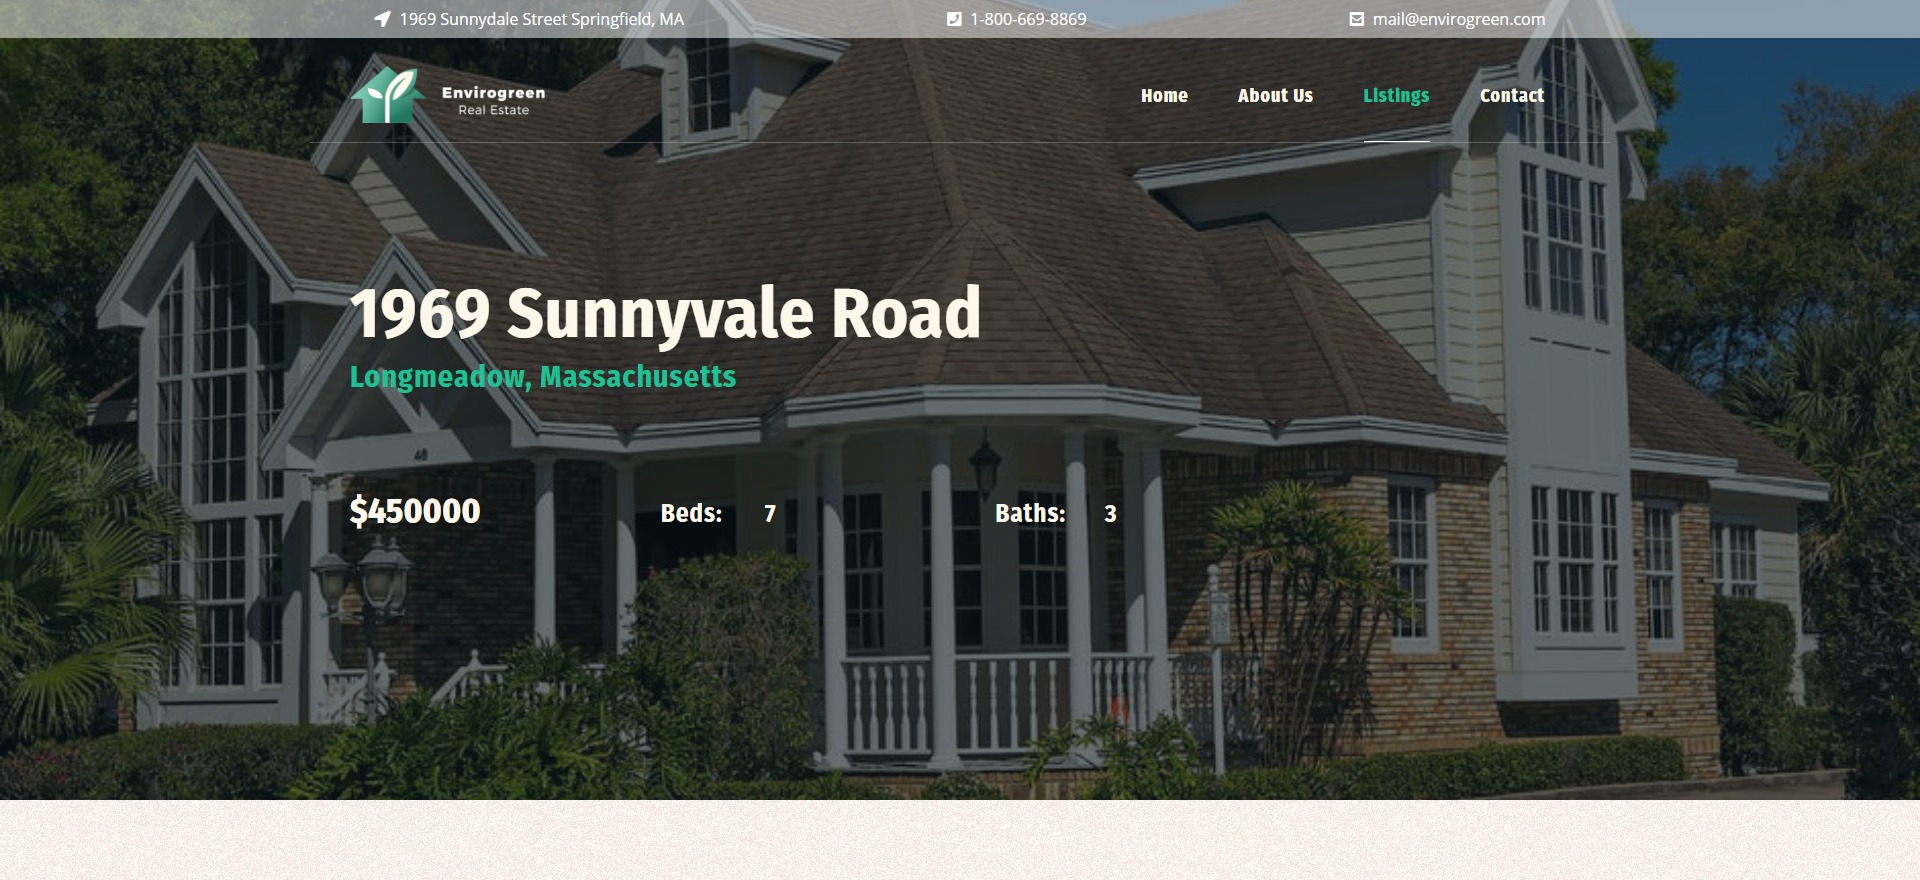 1969 Sunnydale Street Springfield, MA
1-800-669-8869
mail@envirogreen.com
Envirogreen
Real Estate
Home
About Us
Listings
Contact
1969 Sunnyvale Road
Longmeadow, Massachusetts
48
$450000
Beds: 7
Baths: 3